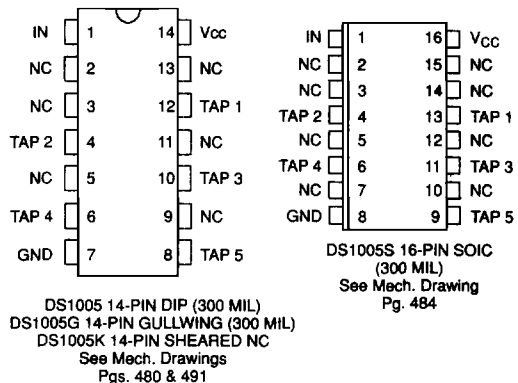 IN 1 14 Vcc
NC 2 13 NC
NC 3 12 TAP 1
TAP 2 4 11 NC
NC 5 10 TAP 3
TAP 4 6 9 NC
GND 7 8 TAP 5
DS1005 14-PIN DIP (300 MIL)
DS1005G 14-PIN GULLWING (300 MIL)
DS1005K 14-PIN SHEARED NC
See Mech. Drawings
Pgs. 480 & 491
IN 1 16 VCC
NC 2 15 NC
NC 3 14 NC
TAP 2 4 13 TAP 1
NC 5 12 NC
TAP 4 6 11 TAP 3
NC 7 10 NC
GND 8 9 TAP 5
DS1005S 16-PIN SOIC
(300 MIL)
See Mech. Drawing
Pg. 484